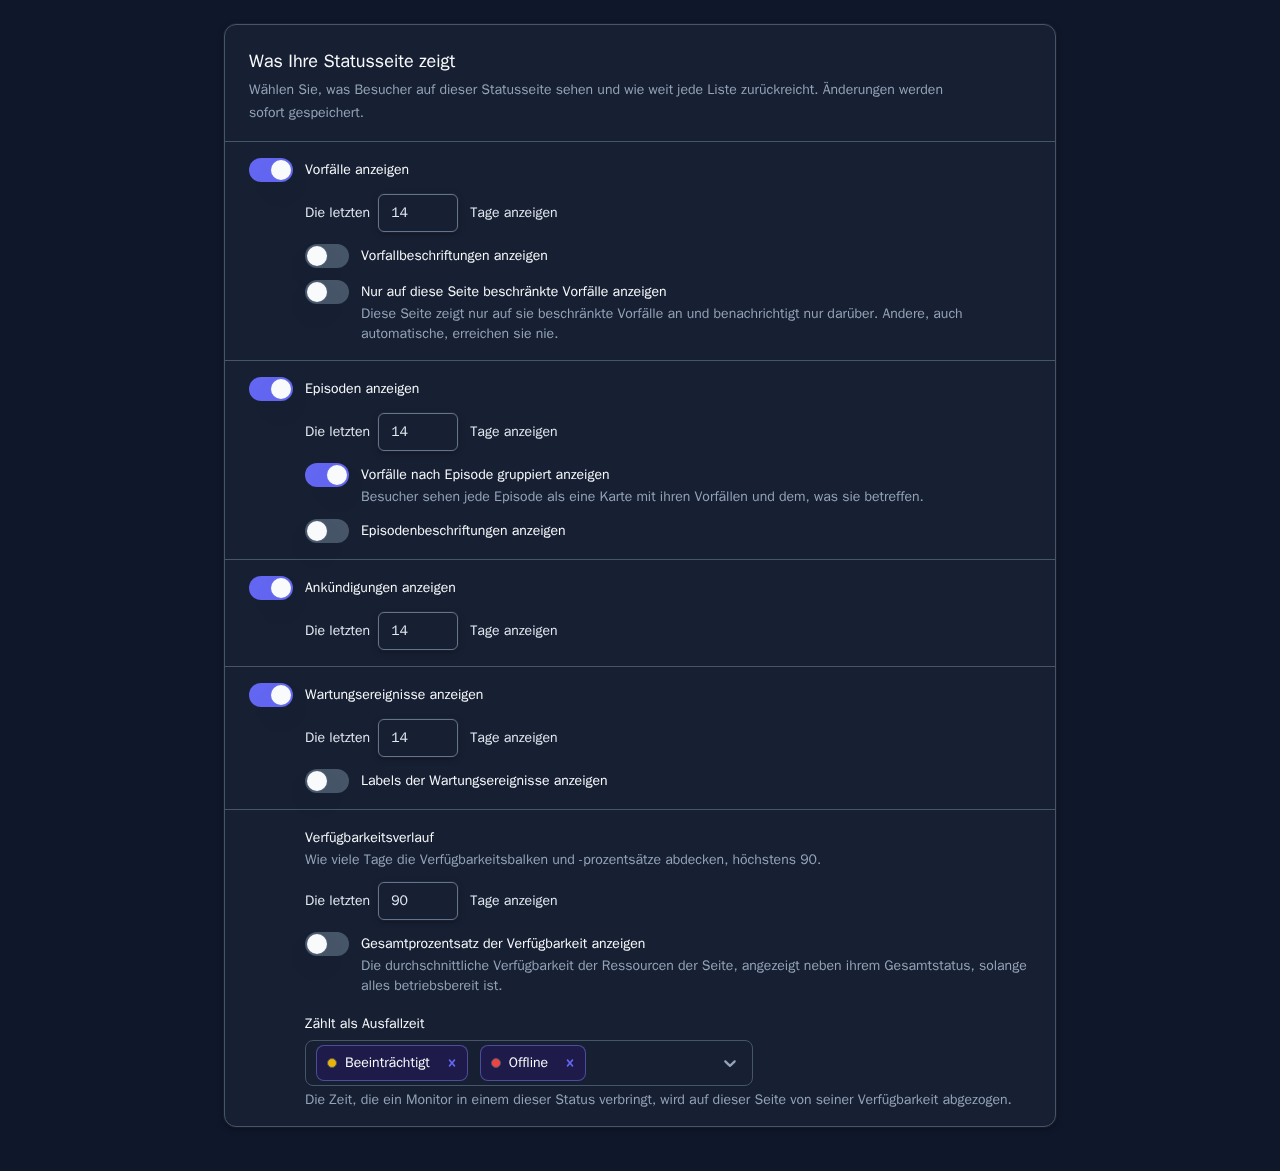 Was Ihre Statusseite zeigt
Wählen Sie, was Besucher auf dieser Statusseite sehen und wie weit jede Liste zurückreicht. Änderungen werden
sofort gespeichert.
Vorfälle anzeigen
Die letzten 14 Tage anzeigen
Vorfallbeschriftungen anzeigen
Nur auf diese Seite beschränkte Vorfälle anzeigen
Diese Seite zeigt nur auf sie beschränkte Vorfälle an und benachrichtigt nur darüber. Andere, auch
automatische, erreichen sie nie.
Episoden anzeigen
Die letzten 14 Tage anzeigen
Vorfälle nach Episode gruppiert anzeigen
Besucher sehen jede Episode als eine Karte mit ihren Vorfällen und dem, was sie betreffen.
Episodenbeschriftungen anzeigen
Ankündigungen anzeigen
Die letzten 14 Tage anzeigen
Wartungsereignisse anzeigen
Die letzten 14 Tage anzeigen
Labels der Wartungsereignisse anzeigen
Verfügbarkeitsverlauf
Wie viele Tage die Verfügbarkeitsbalken und -prozentsätze abdecken, höchstens 90.
Die letzten 90 Tage anzeigen
Gesamtprozentsatz der Verfügbarkeit anzeigen
Die durchschnittliche Verfügbarkeit der Ressourcen der Seite, angezeigt neben ihrem Gesamtstatus, solange
alles betriebsbereit ist.
Zählt als Ausfallzeit
Beeinträchtigt x Offline x
Die Zeit, die ein Monitor in einem dieser Status verbringt, wird auf dieser Seite von seiner Verfügbarkeit abgezogen.